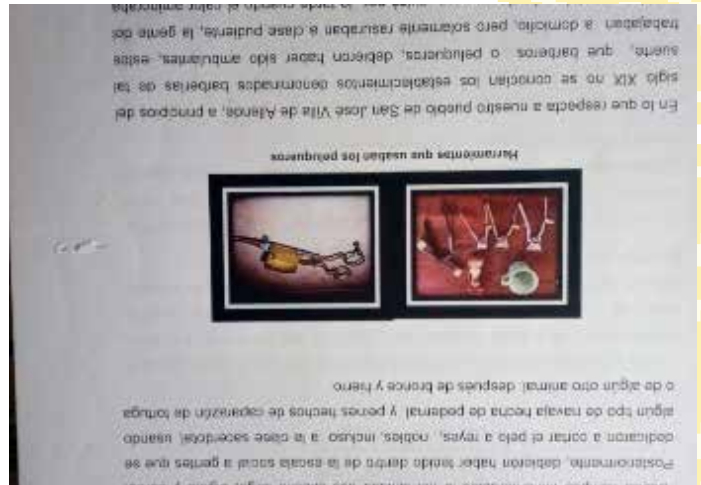 Posteriormente, debieron haber tenido dentro de la escala social a gentes que se
dedicaron a cortar el pelo a reyes, nobles, incluso a la clase sacerdotal, usando
algún tipo de navaja hecha de pedernal y peines hechos de caparazón de tortuga
o de algún otro animal, después de bronce y hierro
Herramientos que usaban los peluqueros
En lo que respecta a nuestro pueblo de San José Villa de Allende, a principios del
siglo XIX no se conocían los establecimientos denominados barberías de tal
suerte, que barberos o peluqueros, debieron haber sido ambulantes, estos
trabajaban a domicilio, pero solamente rasuraban a clase pudiente, la gente del